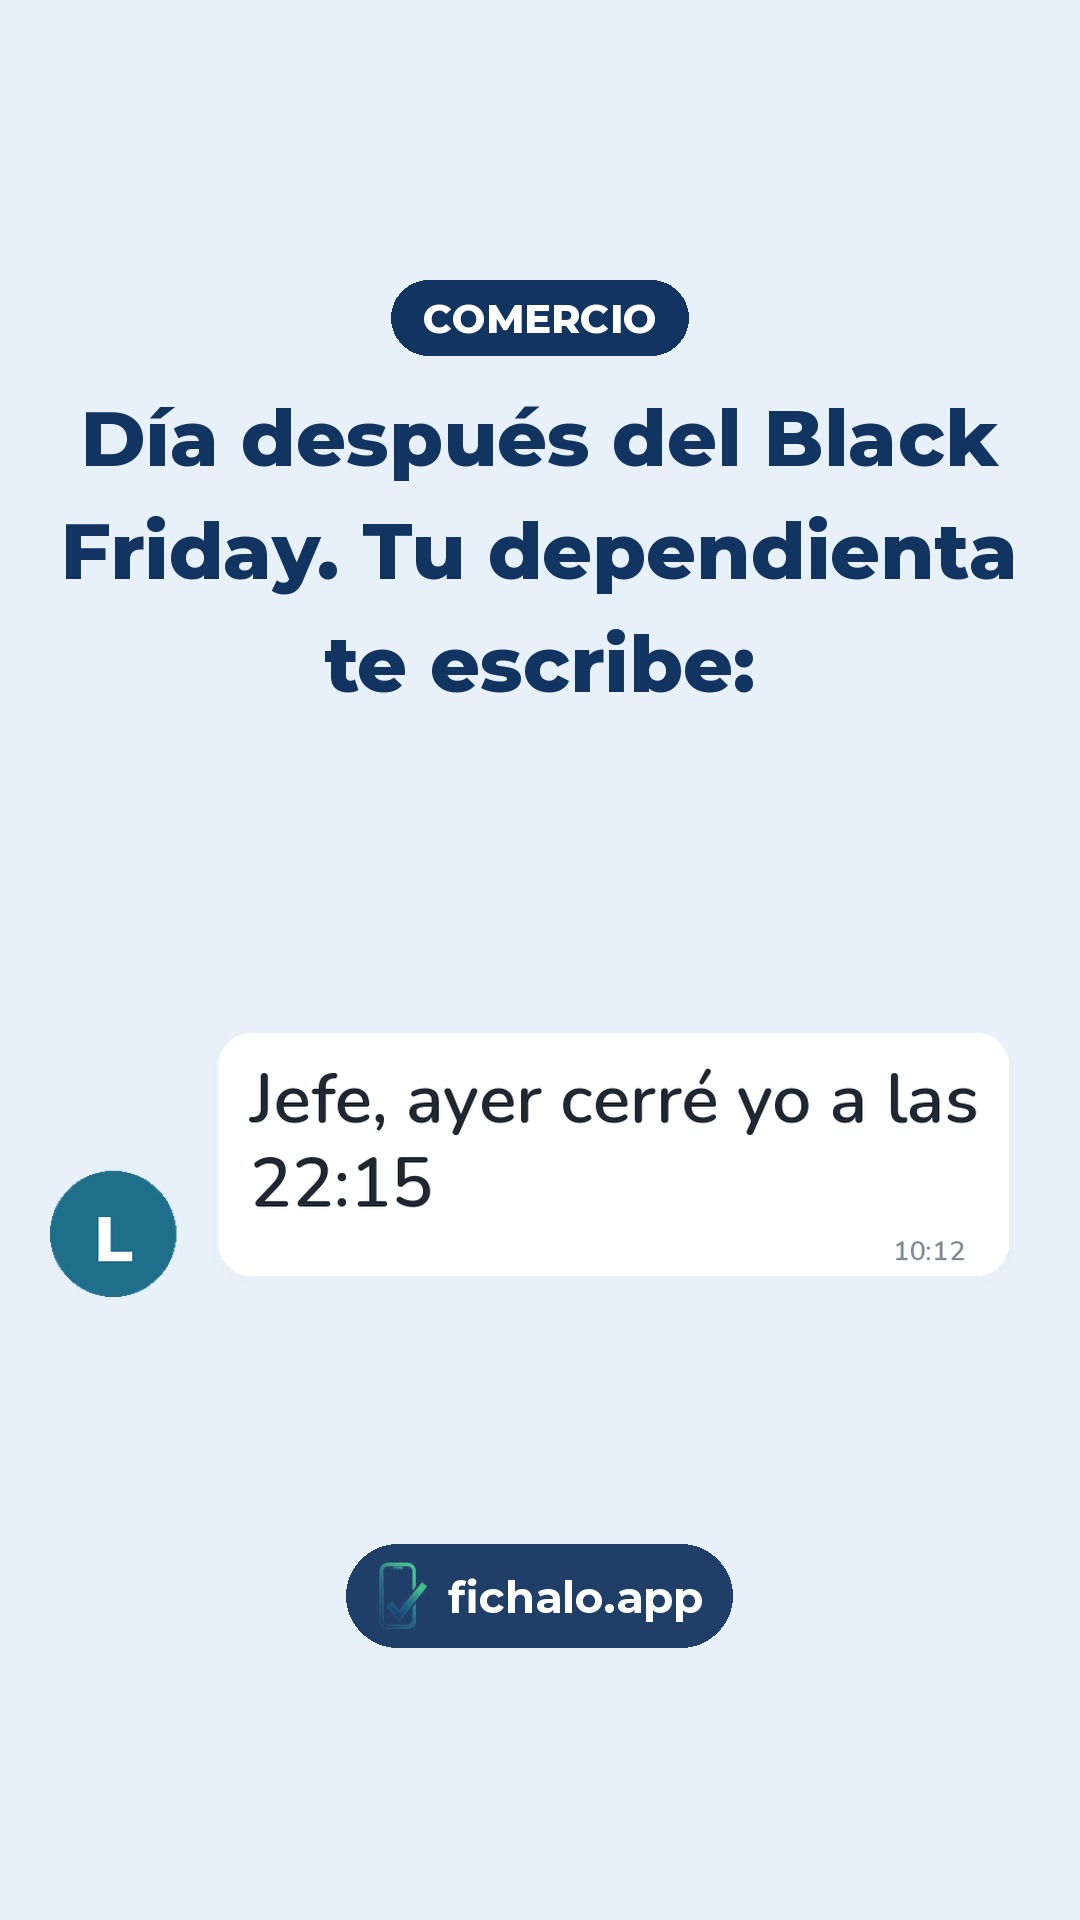 COMERCIO
Día después del Black
Friday. Tu dependienta
te escribe:
Jefe, ayer cerré yo a las
22:15
10:12
L
fichalo.app